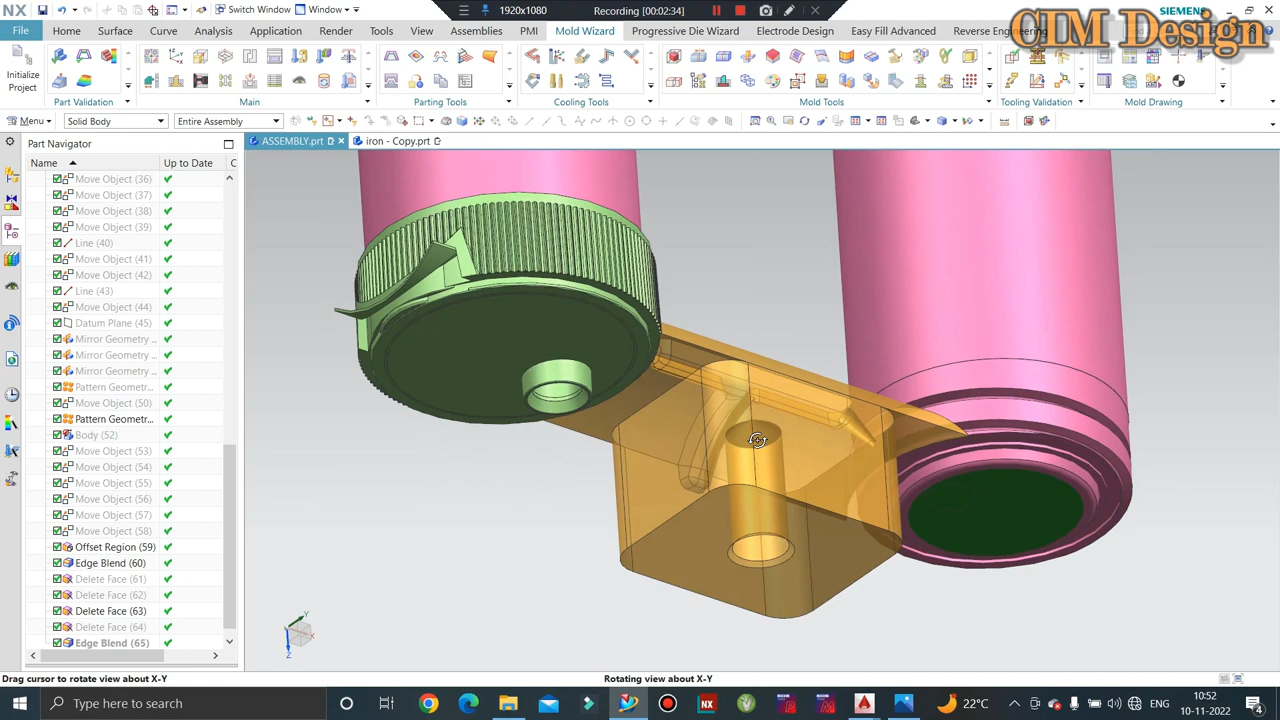 NX
Switch Window
Window
1920x1080
Recording [00:02:34]
SIEMENS
CIM Design
File
Home
Surface
Curve
Analysis
Application
Render
Tools
View
Assemblies
PMI
Mold Wizard
Progressive Die Wizard
Electrode Design
Easy Fill Advanced
Reverse Engineering
Initialize
Project
Part Validation
Main
Parting Tools
Cooling Tools
Mold Tools
Tooling Validation
Mold Drawing
Menu
Solid Body
Entire Assembly
Part Navigator
ASSEMBLY.prt
iron - Copy.prt
Name
Up to Date
C
Move Object (36)
Move Object (37)
Move Object (38)
Move Object (39)
Line (40)
Move Object (41)
Move Object (42)
Line (43)
Move Object (44)
Datum Plane (45)
Mirror Geometry ...
Mirror Geometry ...
Mirror Geometry ...
Pattern Geometr...
Move Object (50)
Pattern Geometr...
Body (52)
Move Object (53)
Move Object (54)
Move Object (55)
Move Object (56)
Move Object (57)
Move Object (58)
Offset Region (59)
Edge Blend (60)
Delete Face (61)
Delete Face (62)
Delete Face (63)
Delete Face (64)
Edge Blend (65)
Y
X
Z
Drag cursor to rotate view about X-Y
Rotating view about X-Y
Type here to search
22°C
ENG
10:52
10-11-2022
4